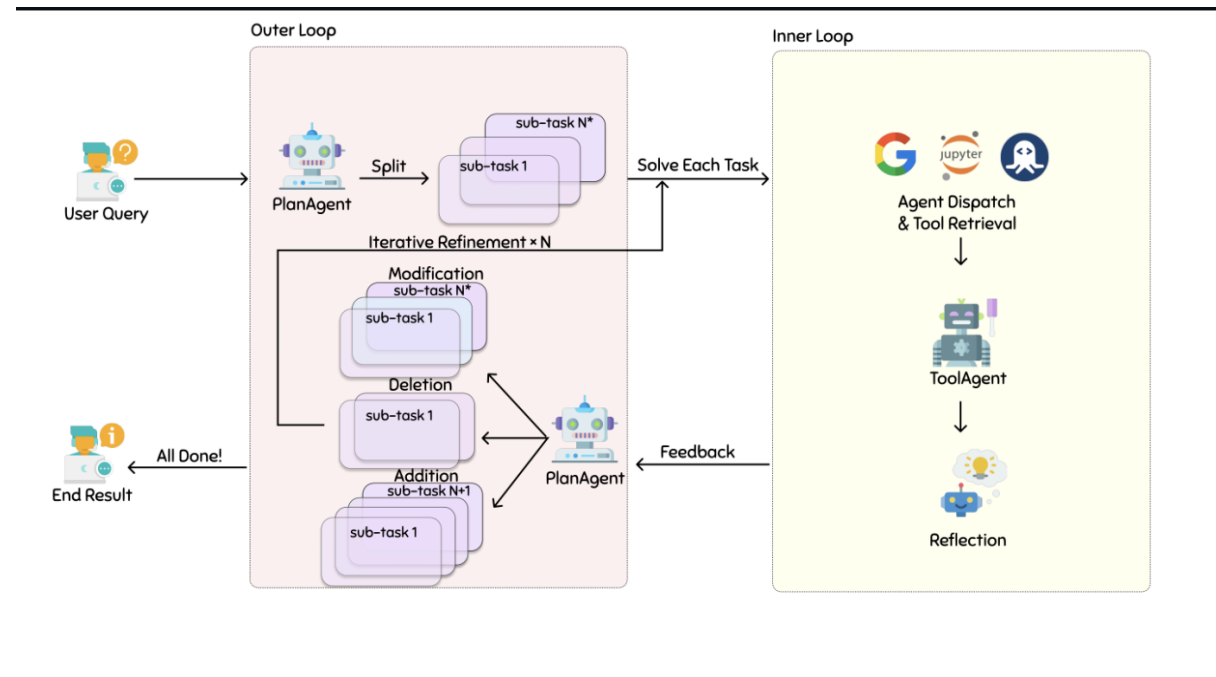 Outer Loop
Inner Loop
sub-task N*
sub-task 1
Split
Solve Each Task
jupyter
User Query
PlanAgent
Agent Dispatch
& Tool Retrieval
Iterative Refinement × N
Modification
sub-task N*
sub-task 1
ToolAgent
Deletion
sub-task 1
All Done!
End Result
Feedback
PlanAgent
Addition
sub-task N+1
sub-task 1
Reflection